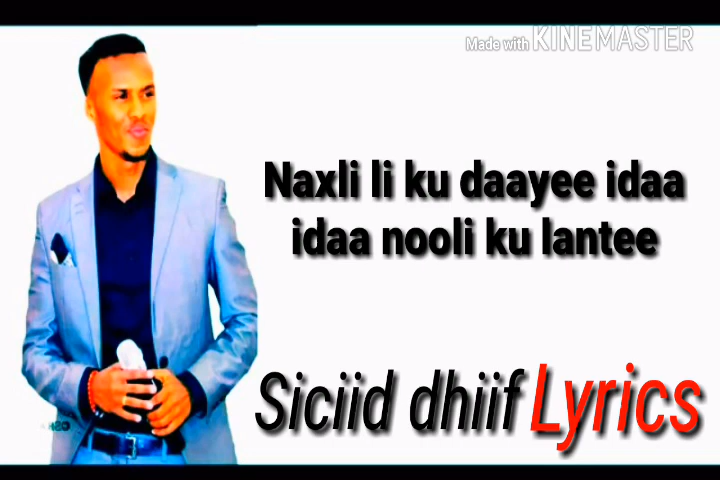 Made with KINEMASTER
Naxli li ku daayee idaa
idaa nooli ku lantee
Siciid dhiif Lyrics